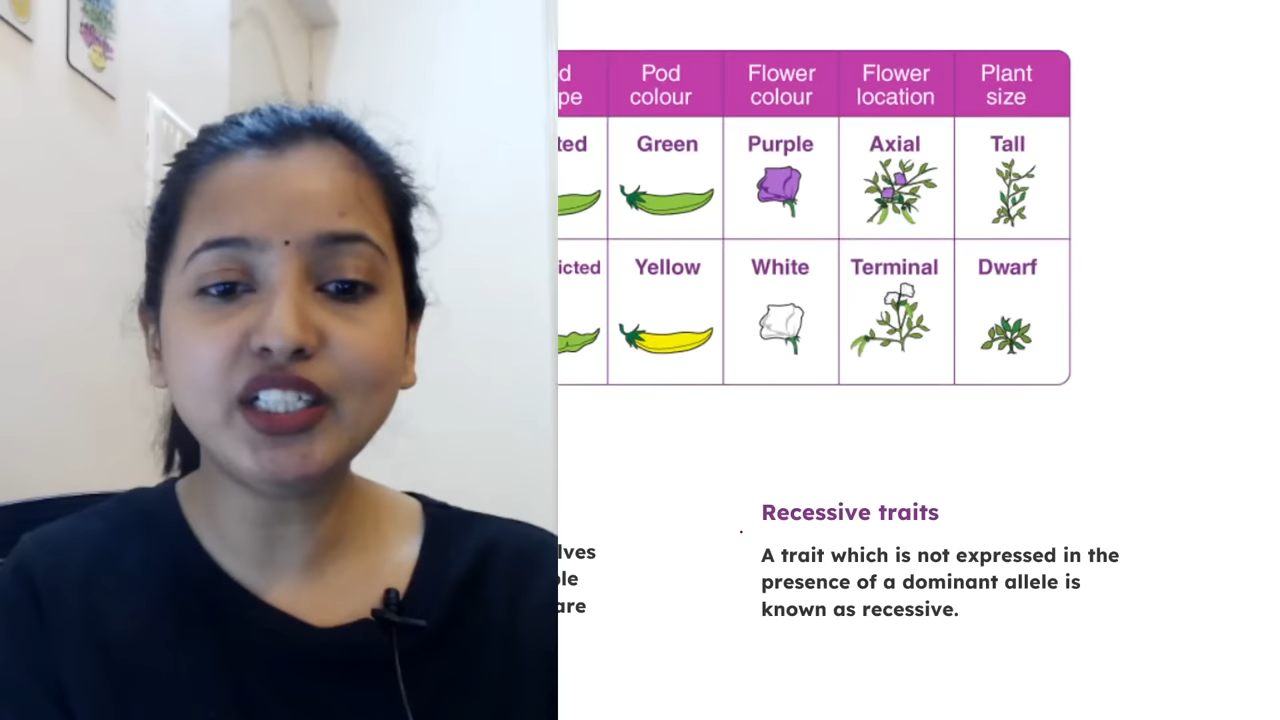 Pod
colour
Flower
colour
Flower
location
Plant
size
Green
Purple
Axial
Tall
Yellow
White
Terminal
Dwarf
Recessive traits
A trait which is not expressed in the
presence of a dominant allele is
known as recessive.
are